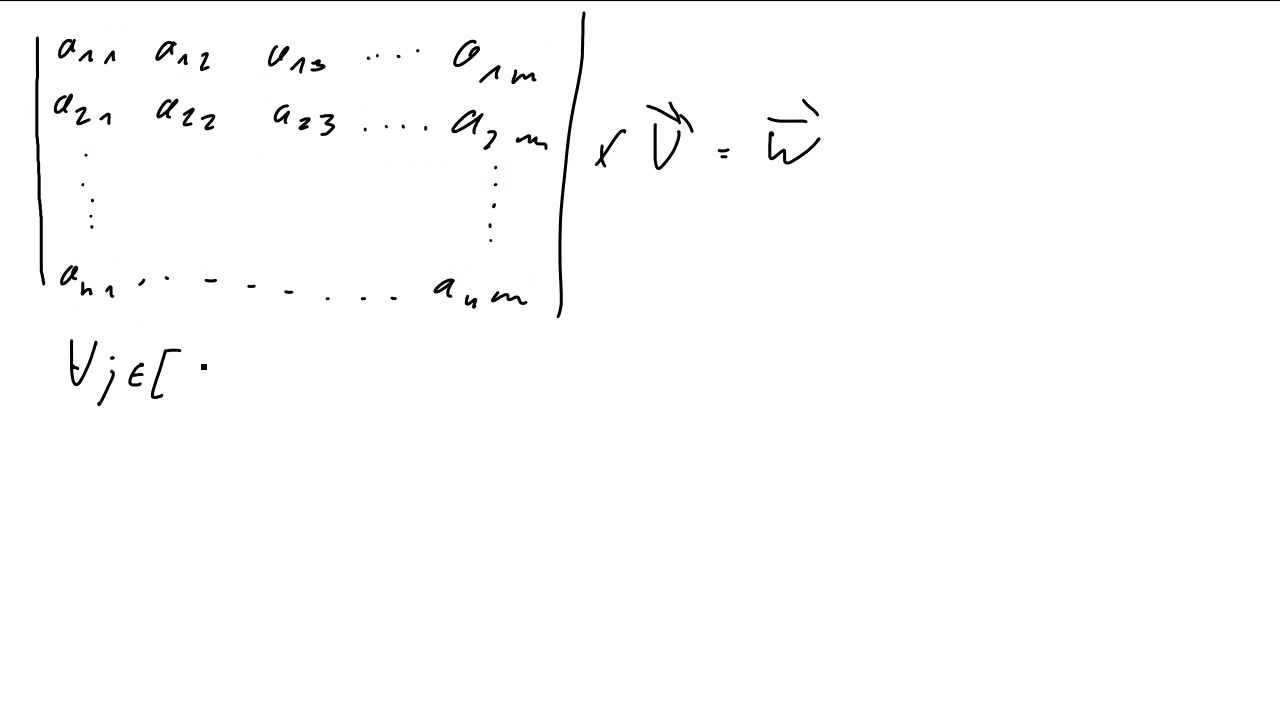 | a₁₁ a₁₂ a₁₃ .... a₁ₘ |
| a₂₁ a₂₂ a₂₃ .... a₂ₘ | × v⃗ = w⃗
⋮ ⋮
| aₙ₁ . . - - - . . . aₙₘ |
∀j∈[ ·